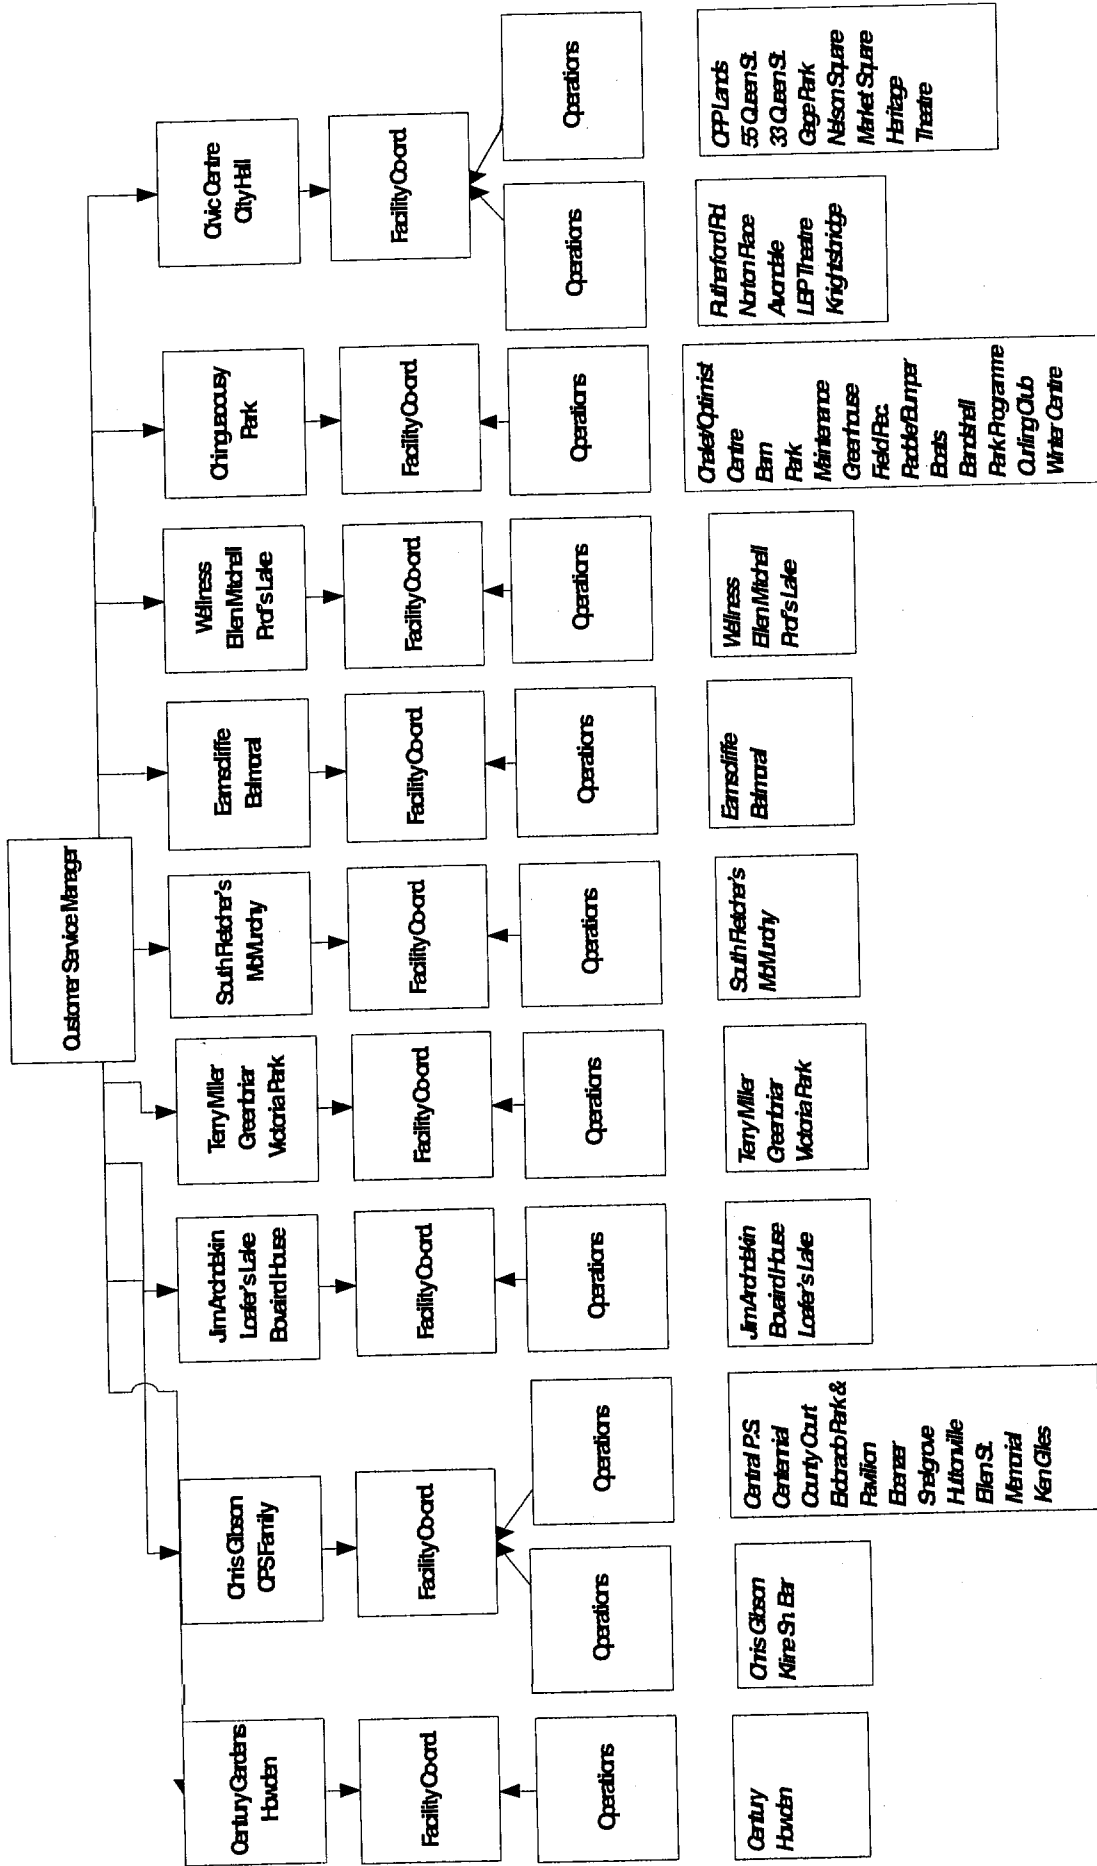 Customer Service Manager
Century Gardens
Howden
Chris Gibson
CPS Family
Jim Archdekin
Loafer's Lake
Bovaird House
Terry Miller
Greenbriar
Victoria Park
South Fletcher's
McMurchy
Earnscliffe
Balmoral
Wellness
Ellen Mitchell
Prof's Lake
Chinguacousy
Park
Civic Centre
City Hall
Facility Co-ord.
Facility Co-ord.
Facility Co-ord.
Facility Co-ord.
Facility Co-ord.
Facility Co-ord.
Facility Co-ord.
Facility Co-ord.
Facility Co-ord.
Operations
Operations
Operations
Operations
Operations
Operations
Operations
Operations
Operations
Operations
Operations
Century
Howden
Chris Gibson
Kline Sn. Bar
Central P.S.
Centennial
County Court
Eldorado Park &
Pavilion
Ebenzer
Snelgrove
Huttonville
Ellen St.
Memorial
Ken Giles
Jim Archdekin
Bovaird House
Loafer's Lake
Terry Miller
Greenbriar
Victoria Park
South Fletcher's
McMurchy
Earnscliffe
Balmoral
Wellness
Ellen Mitchell
Prof's Lake
Chalet/Optimist
Centre
Barn
Park
Maintenance
Greenhouse
Field Rec.
Paddle/Bumper
Boats
Bandshell
Park Programme
Curling Club
Winter Centre
Rutherford Rd.
Norton Place
Avondale
LBP Theatre
Knightsbridge
OPP Lands
55 Queen St.
33 Queen St.
Gage Park
Nelson Square
Market Square
Heritage
Theatre